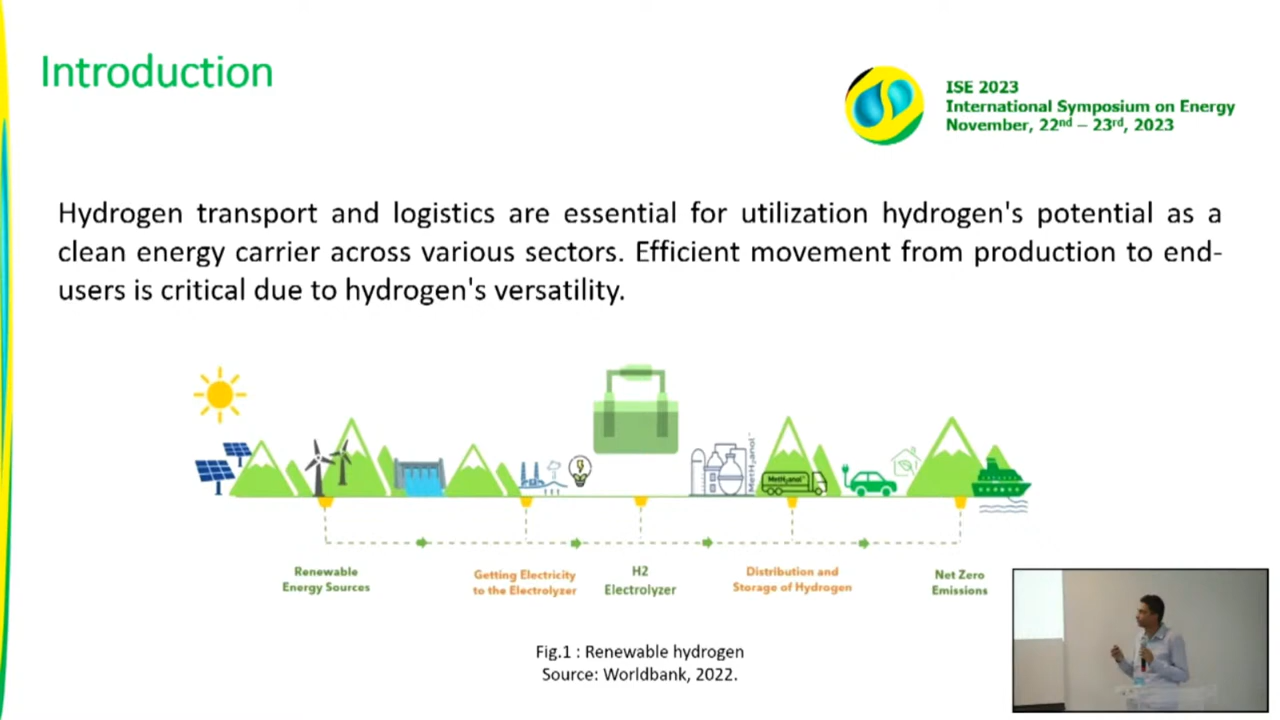 Introduction
ISE 2023
International Symposium on Energy
November, 22nd – 23rd, 2023
Hydrogen transport and logistics are essential for utilization hydrogen's potential as a
clean energy carrier across various sectors. Efficient movement from production to end-
users is critical due to hydrogen's versatility.
MetH₂anol™
MetH₂anol™
Renewable
Energy Sources
Getting Electricity
to the Electrolyzer
H2
Electrolyzer
Distribution and
Storage of Hydrogen
Net Zero
Emissions
Fig.1 : Renewable hydrogen
Source: Worldbank, 2022.